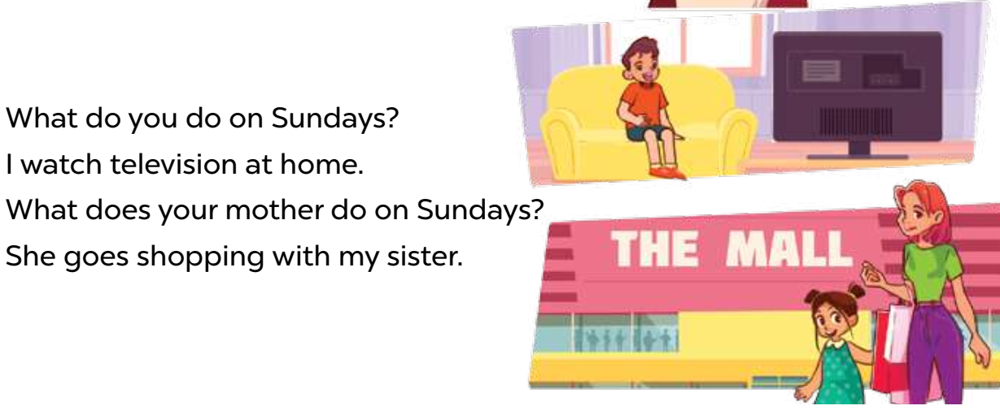 What do you do on Sundays?
I watch television at home.
What does your mother do on Sundays?
She goes shopping with my sister.
THE MALL